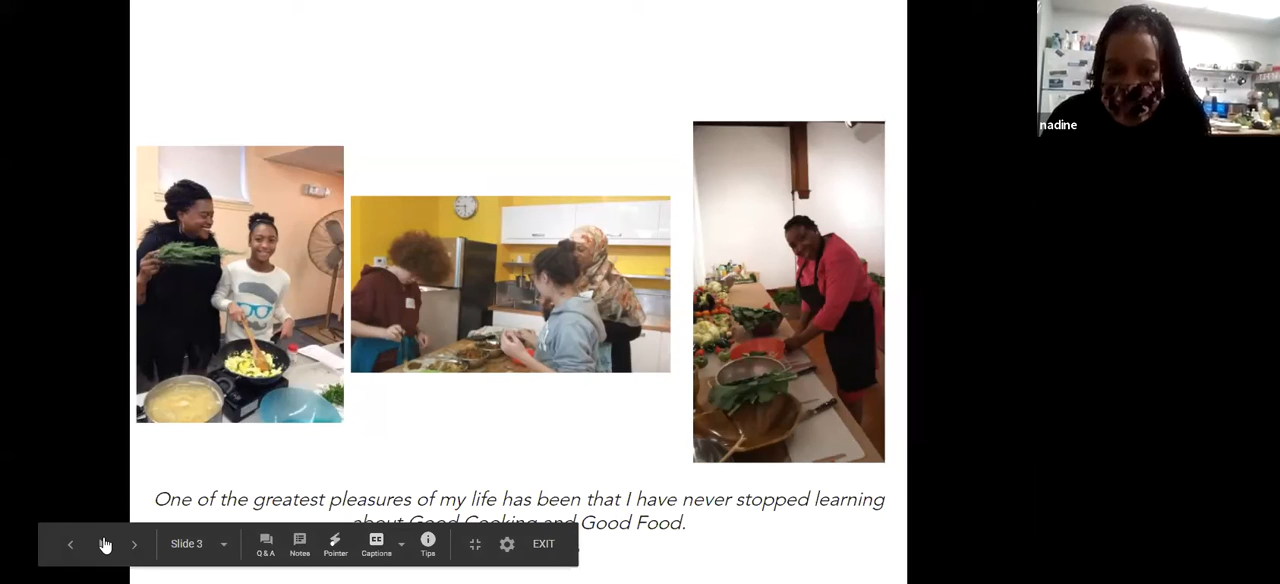 nadine
One of the greatest pleasures of my life has been that I have never stopped learning
about Good Cooking and Good Food.
Slide 3
Q & A
Notes
Pointer
Captions
Tips
EXIT